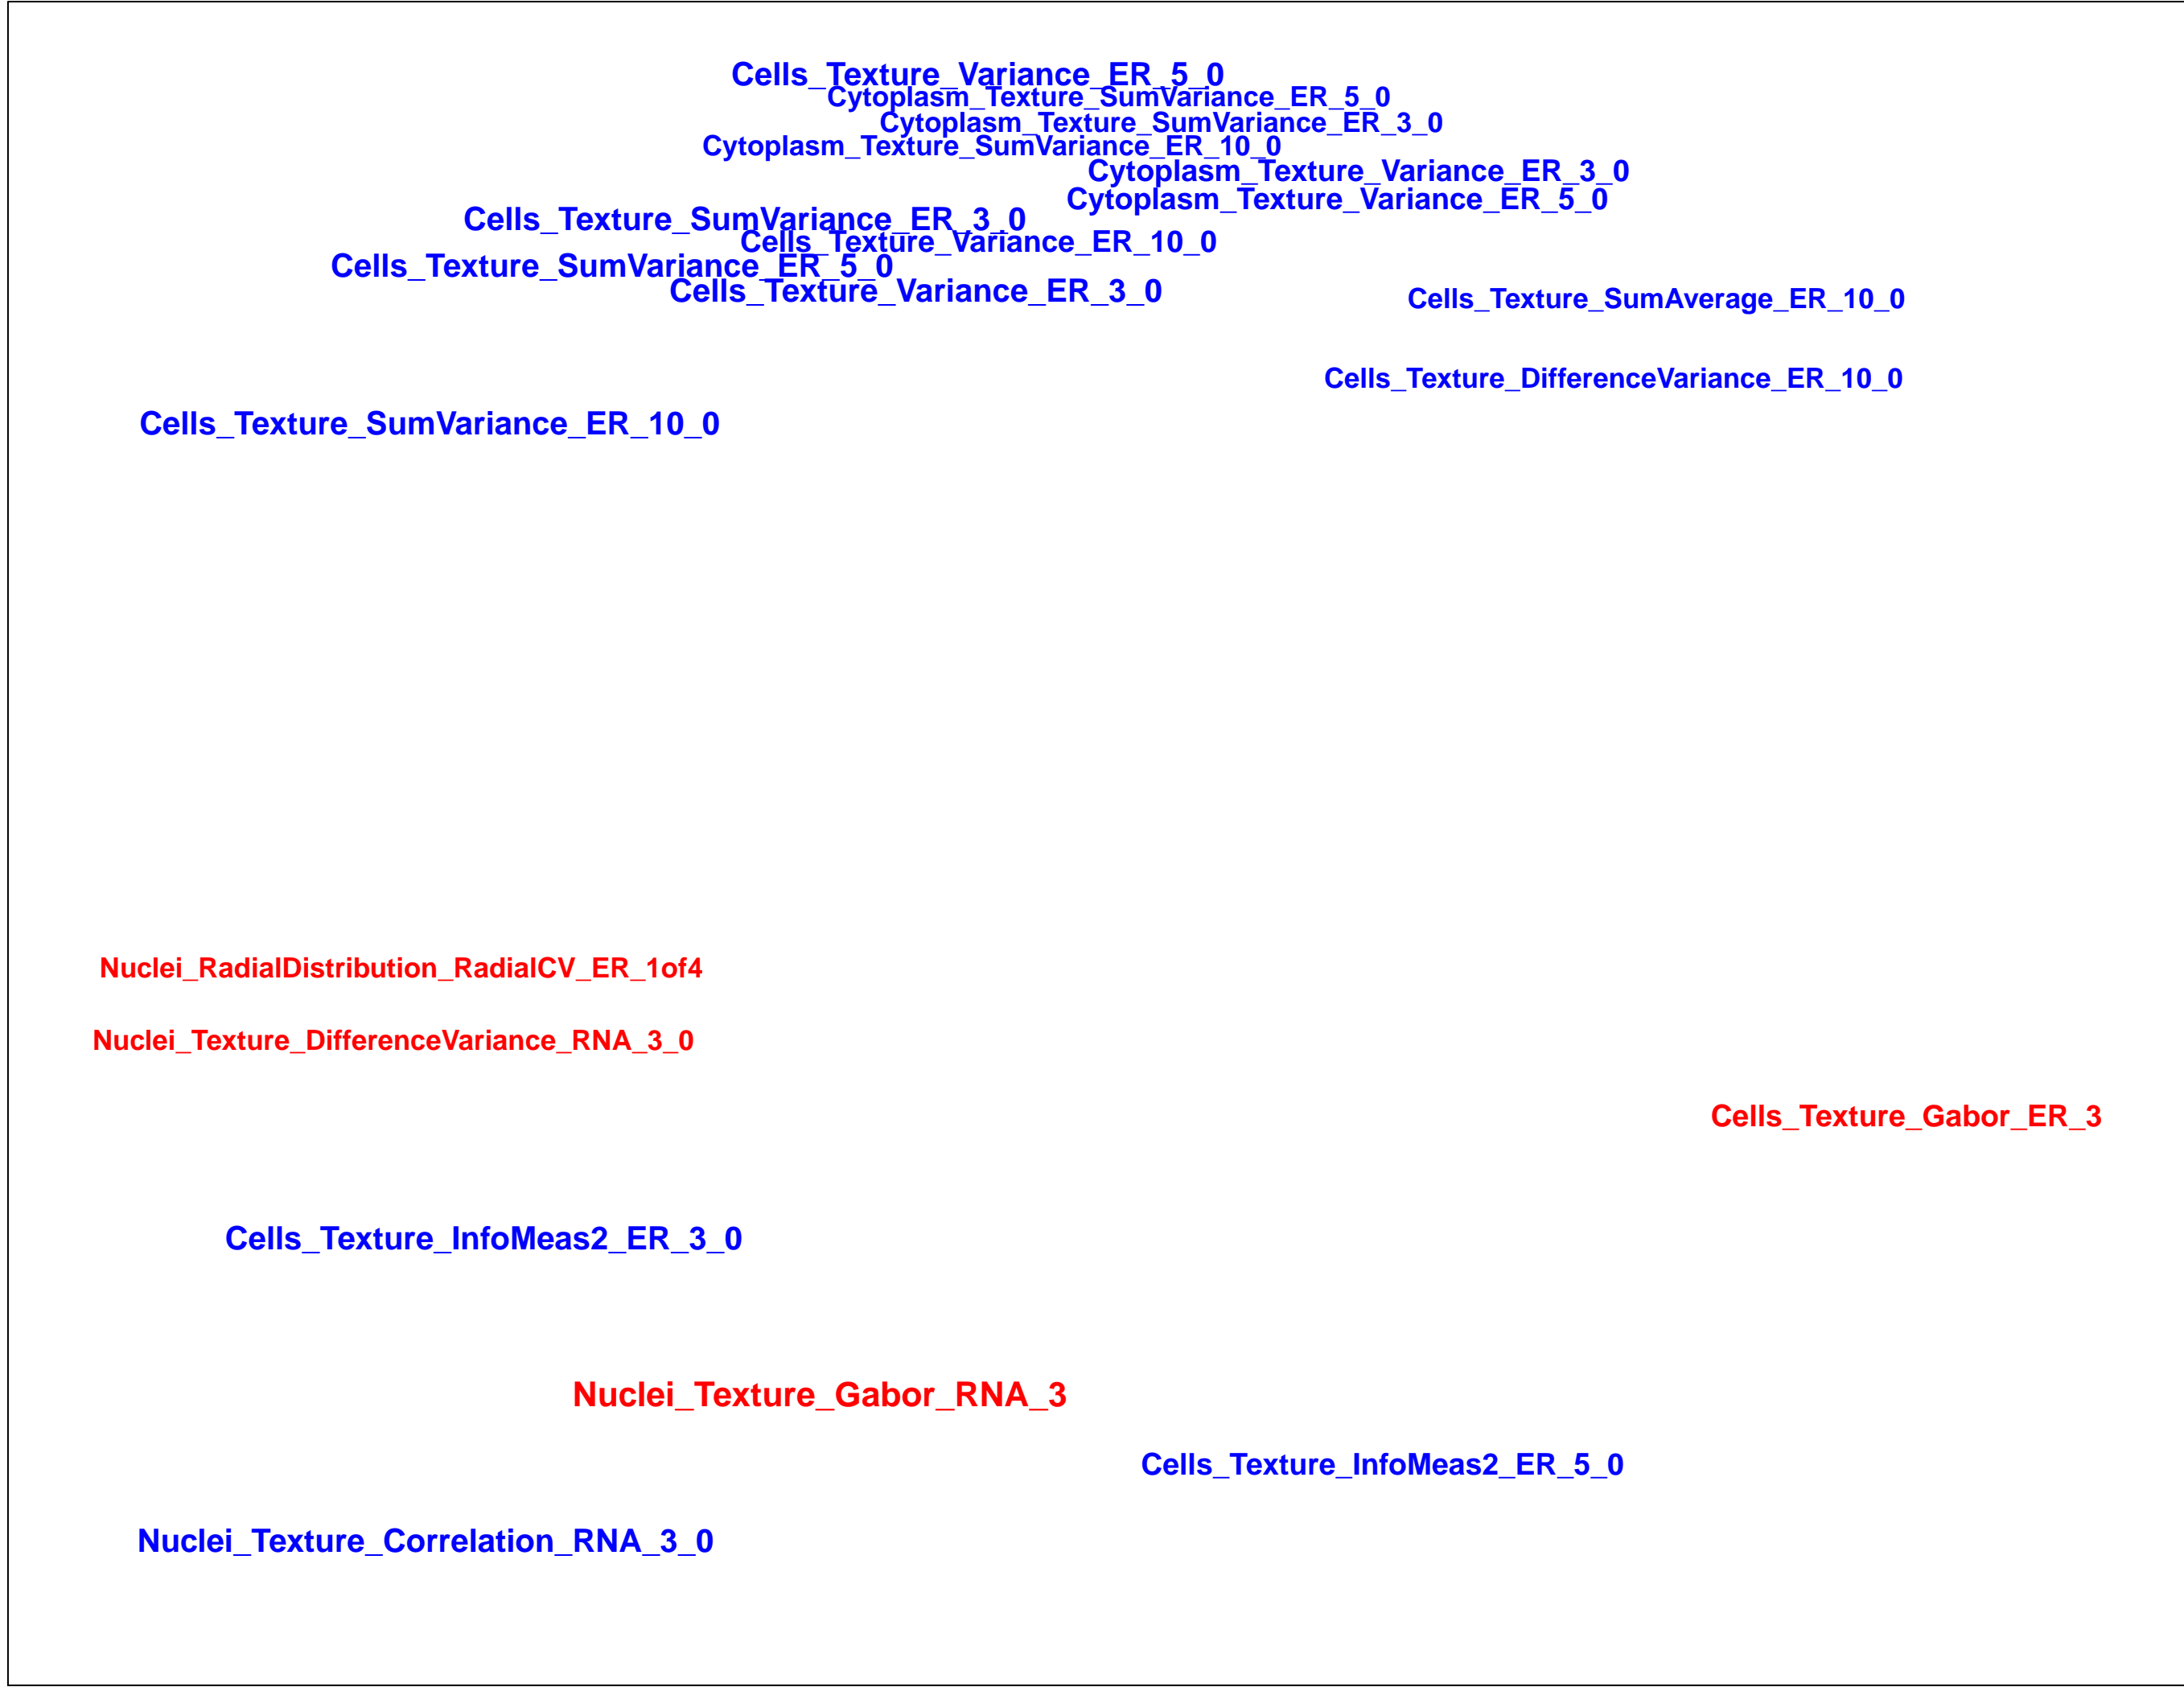 Cells_Texture_Variance_ER_5_0
Cytoplasm_Texture_SumVariance_ER_5_0
Cytoplasm_Texture_SumVariance_ER_3_0
Cytoplasm_Texture_SumVariance_ER_10_0
Cytoplasm_Texture_Variance_ER_3_0
Cytoplasm_Texture_Variance_ER_5_0
Cells_Texture_SumVariance_ER_3_0
Cells_Texture_Variance_ER_10_0
Cells_Texture_SumVariance_ER_5_0
Cells_Texture_Variance_ER_3_0
Cells_Texture_SumAverage_ER_10_0
Cells_Texture_DifferenceVariance_ER_10_0
Cells_Texture_SumVariance_ER_10_0
Nuclei_RadialDistribution_RadialCV_ER_1of4
Nuclei_Texture_DifferenceVariance_RNA_3_0
Cells_Texture_Gabor_ER_3
Cells_Texture_InfoMeas2_ER_3_0
Nuclei_Texture_Gabor_RNA_3
Cells_Texture_InfoMeas2_ER_5_0
Nuclei_Texture_Correlation_RNA_3_0